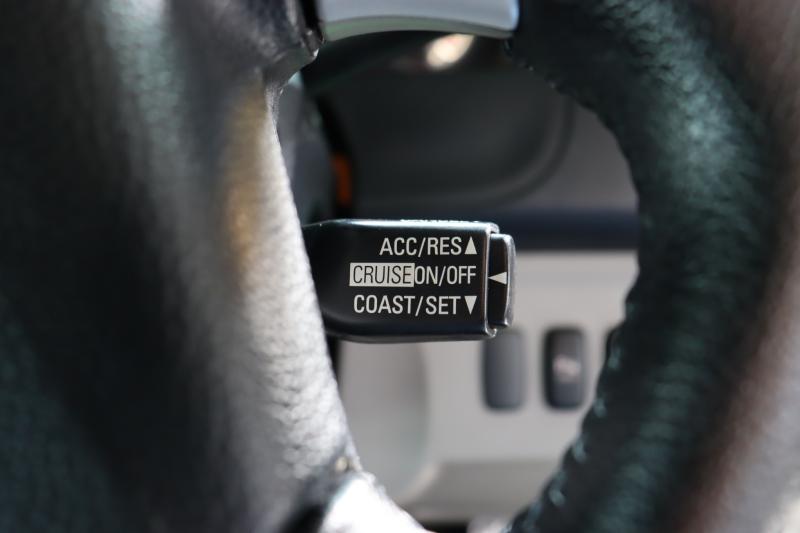 ACC/RES▲
CRUISE ON/OFF ◀
COAST/SET▼